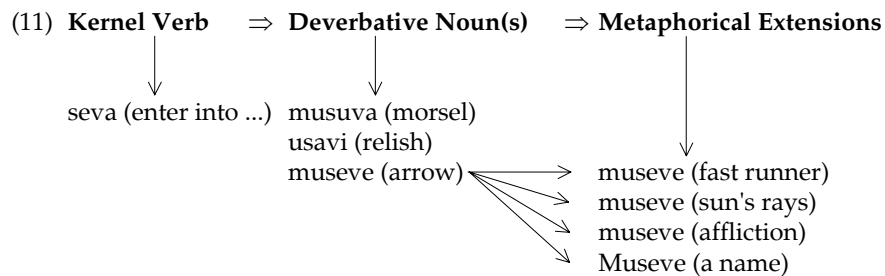 (11) Kernel Verb ⇒ Deverbative Noun(s) ⇒ Metaphorical Extensions
seva (enter into ...) musuva (morsel)
usavi (relish)
museve (arrow) museve (fast runner)
museve (sun's rays)
museve (affliction)
Museve (a name)